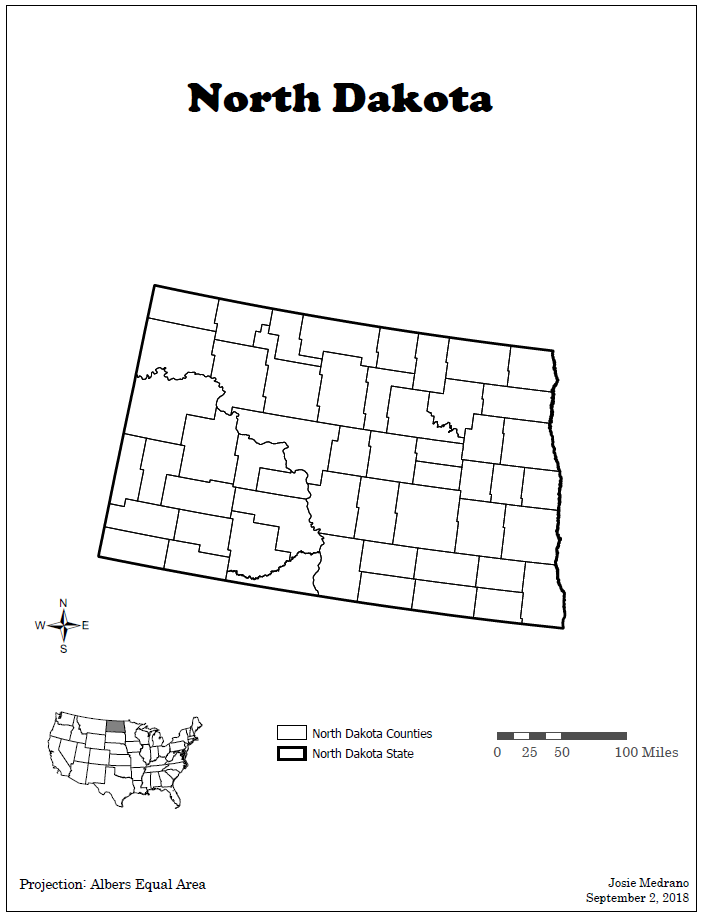 North Dakota
N
W E
S
North Dakota Counties
North Dakota State
0 25 50 100 Miles
Projection: Albers Equal Area
Josie Medrano
September 2, 2018